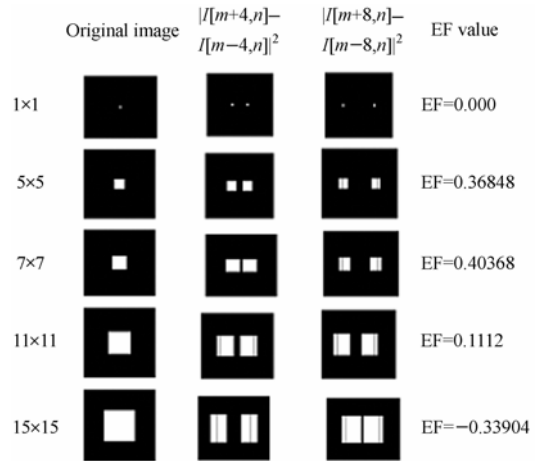 Original image
|I[m+4,n]−
I[m−4,n]|²
|I[m+8,n]−
I[m−8,n]|²
EF value
1×1
EF=0.000
5×5
EF=0.36848
7×7
EF=0.40368
11×11
EF=0.1112
15×15
EF=−0.33904